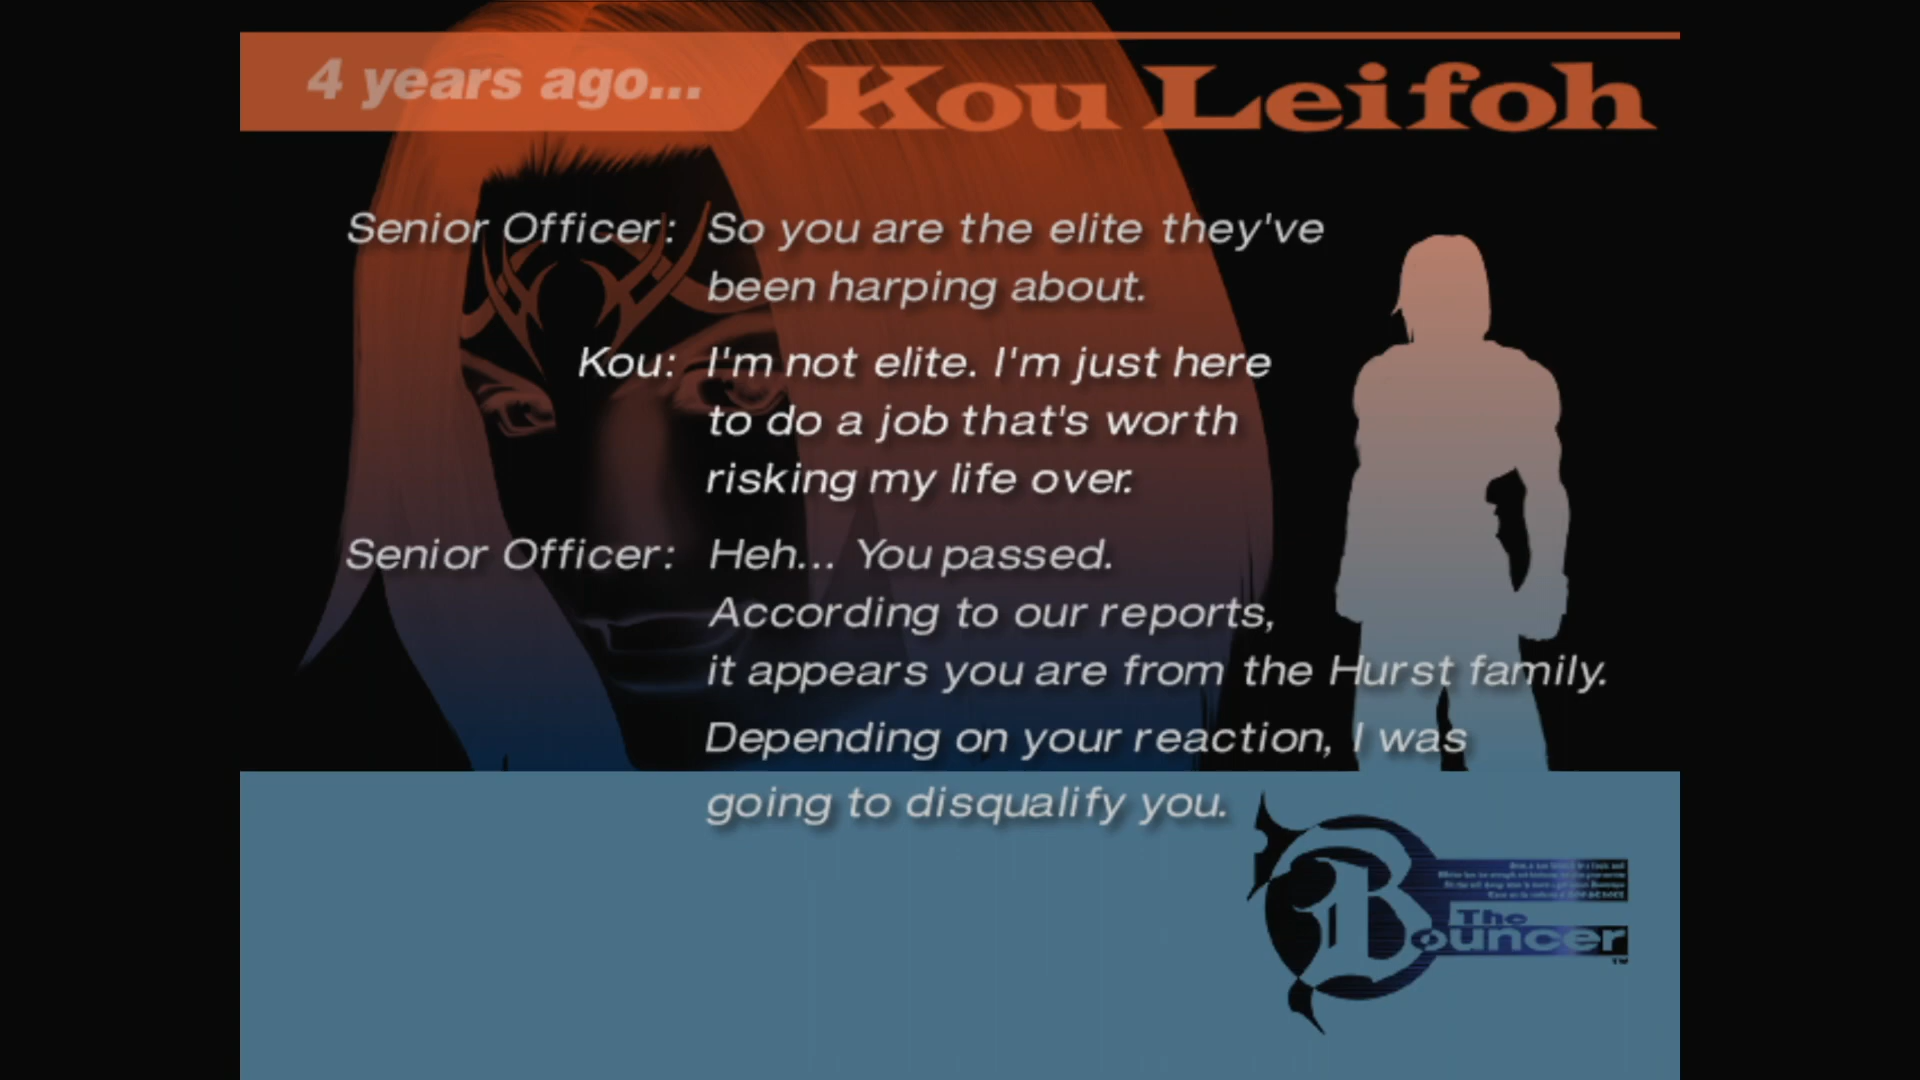 4 years ago...
Kou Leifoh
Senior Officer: So you are the elite they've
been harping about.
Kou: I'm not elite. I'm just here
to do a job that's worth
risking my life over.
Senior Officer: Heh... You passed.
According to our reports,
it appears you are from the Hurst family.
Depending on your reaction, I was
going to disqualify you.
The
Bouncer
TM